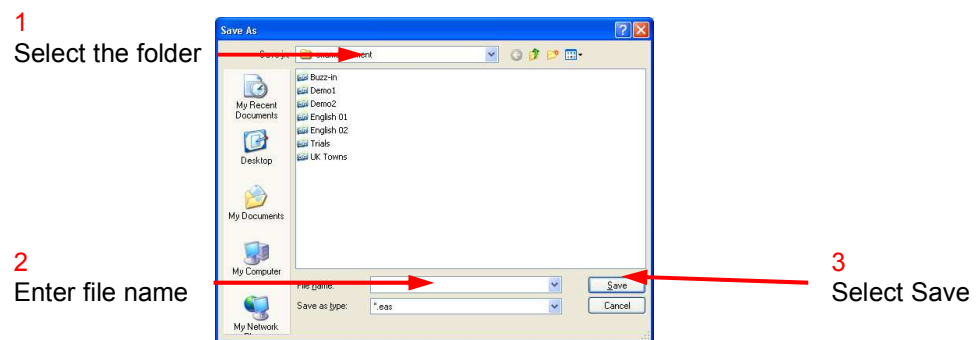 1
Select the folder
Save As
Buzz-in
Demo1
Demo2
English 01
English 02
Trials
UK Towns
My Recent
Documents
Desktop
My Documents
My Computer
My Network
2
Enter file name
File name:
Save as type:
*.eas
Save
Cancel
3
Select Save